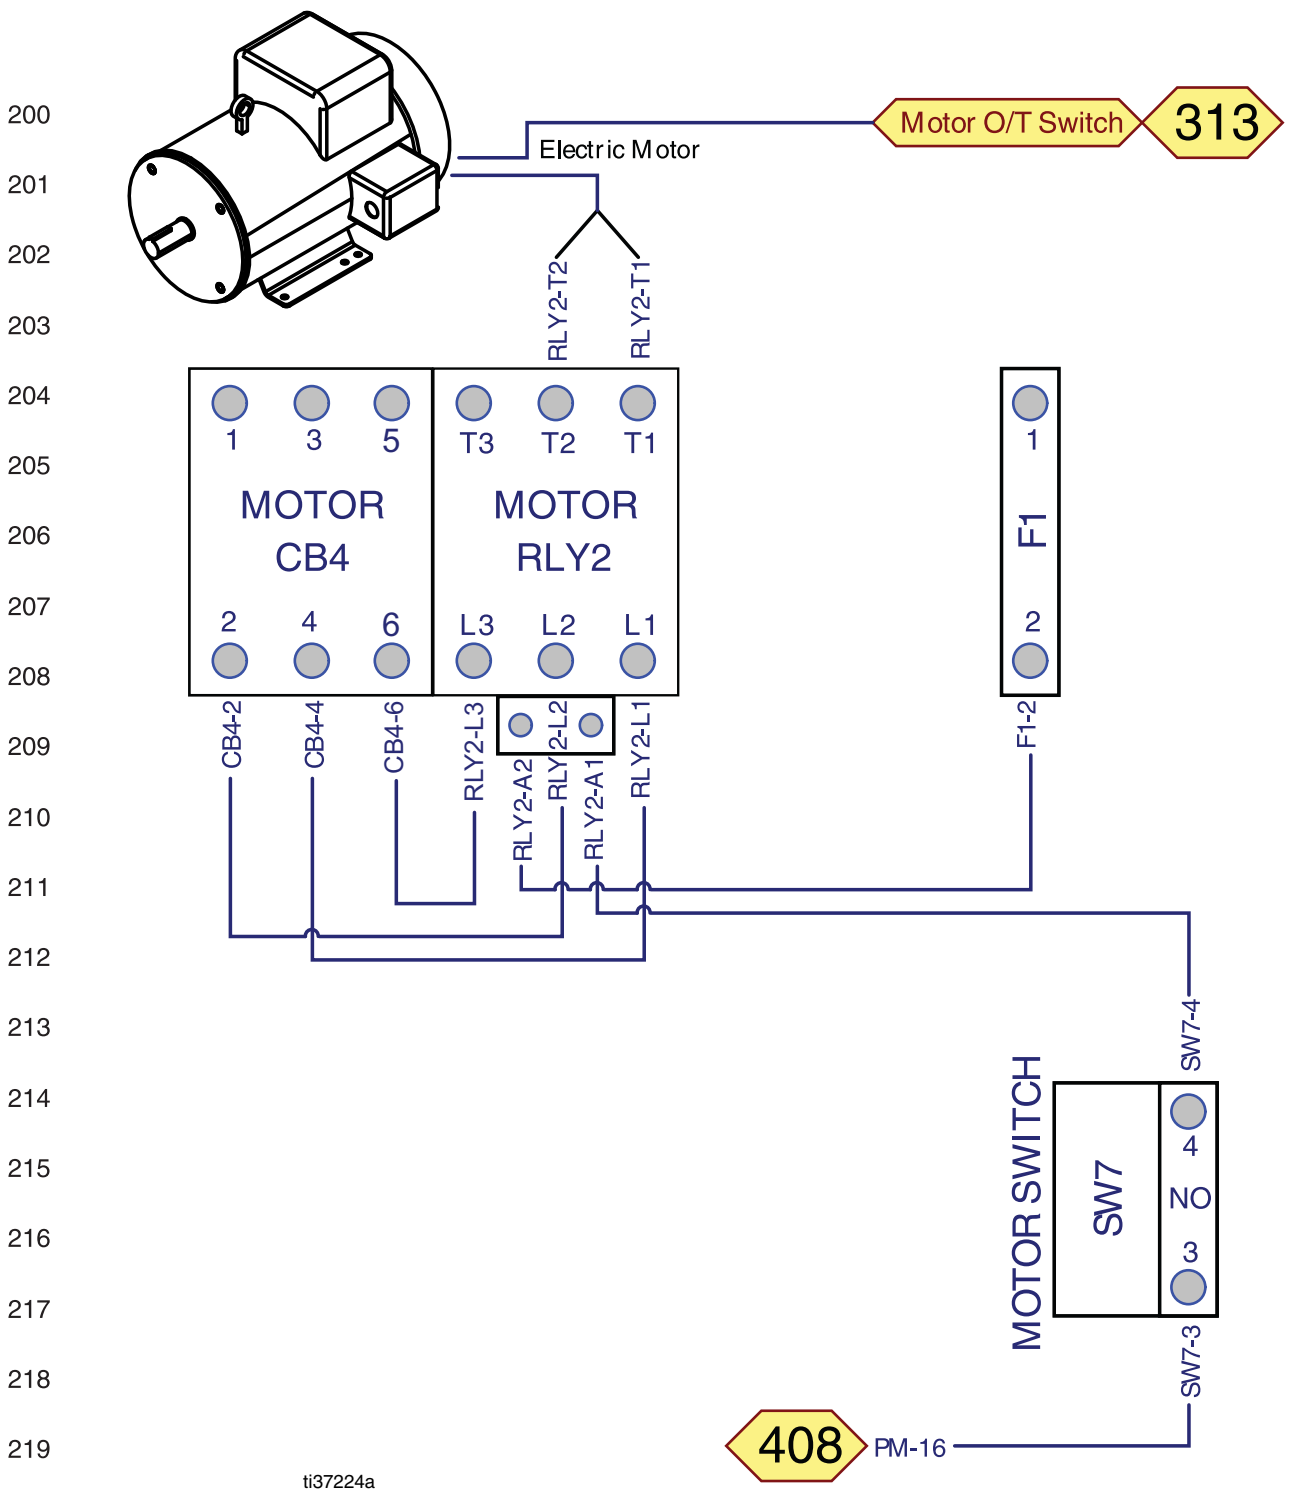 200
Motor O/T Switch 313
Electric Motor
201
202
RLY2-T2 RLY2-T1
203
204
1 3 5 T3 T2 T1 1
205
MOTOR MOTOR
206
CB4 RLY2 F1
207
2 4 6 L3 L2 L1 2
208
CB4-2 CB4-4 CB4-6 RLY2-L3 RLY2-L2 RLY2-L1 F1-2
209
RLY2-A2 RLY2-A1
210
211
212
213
SW7-4
214
4
215
MOTOR SWITCH SW7 NO
216
3
217
218
SW7-3
219
408 PM-16
ti37224a